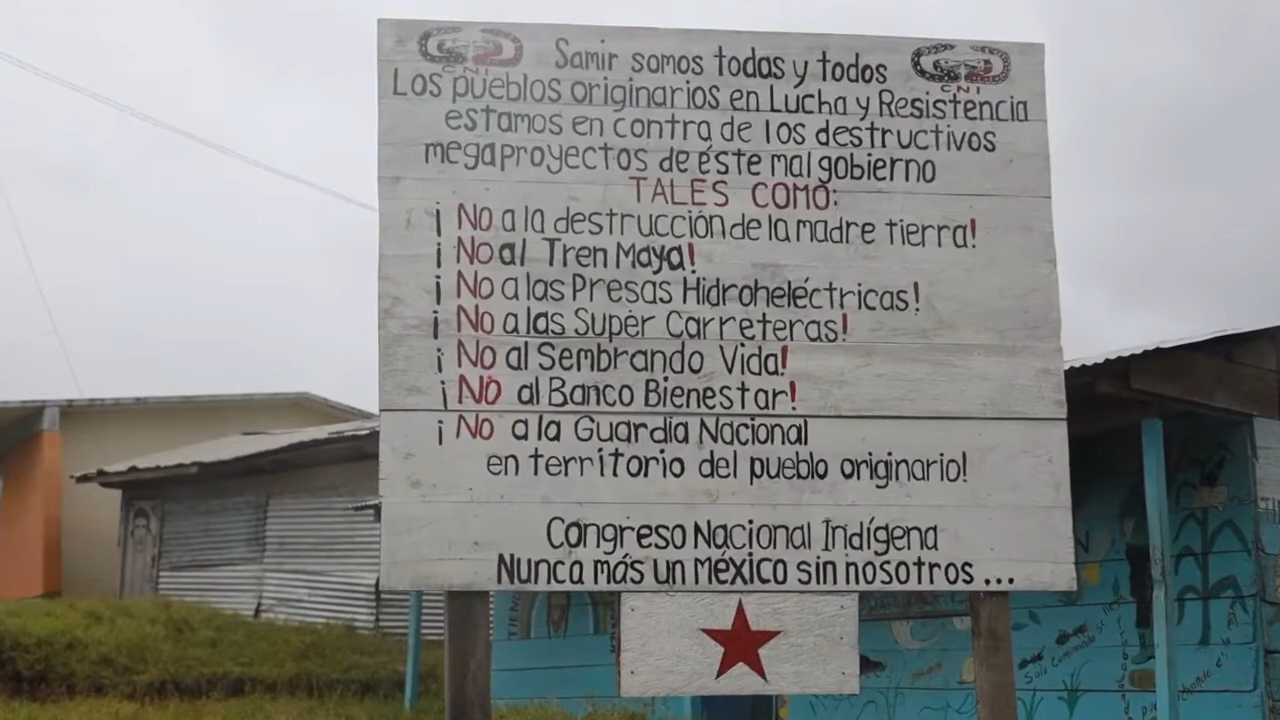 CNI
CNI
Samir somos todas y todos
Los pueblos originarios en Lucha y Resistencia
estamos en contra de los destructivos
megaproyectos de éste mal gobierno
TALES COMO:
¡No a la destrucción de la madre tierra!
¡No al Tren Maya!
¡No a las Presas Hidroheléctricas!
¡No a las Super Carreteras!
¡No al Sembrando Vida!
¡NO al Banco Bienestar!
¡No a la Guardia Nacional
en territorio del pueblo originario!
Congreso Nacional Indígena
Nunca más un México sin nosotros...